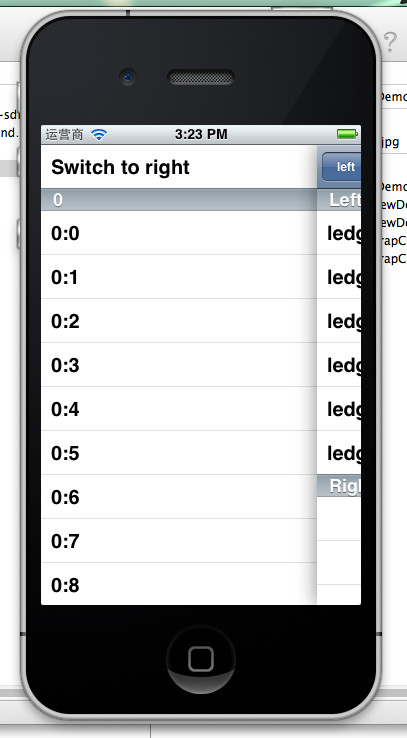 运营商 3:23 PM
Switch to right
0
0:0
0:1
0:2
0:3
0:4
0:5
0:6
0:7
0:8
left
Left
ledg
ledg
ledg
ledg
ledg
ledg
Righ
-sdk
nd.
?
Demo
jpg
Demo
ewDe
ewDe
rapC
rapC